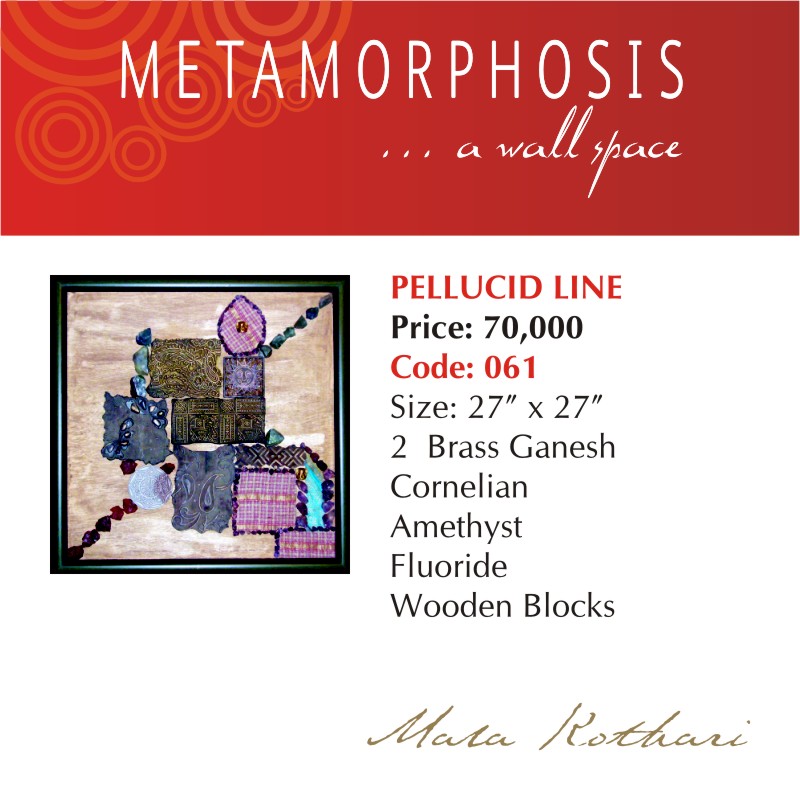 METAMORPHOSIS
... a wall space
PELLUCID LINE
Price: 70,000
Code: 061
Size: 27” x 27”
2  Brass Ganesh
Cornelian
Amethyst
Fluoride
Wooden Blocks
Mala Kothari